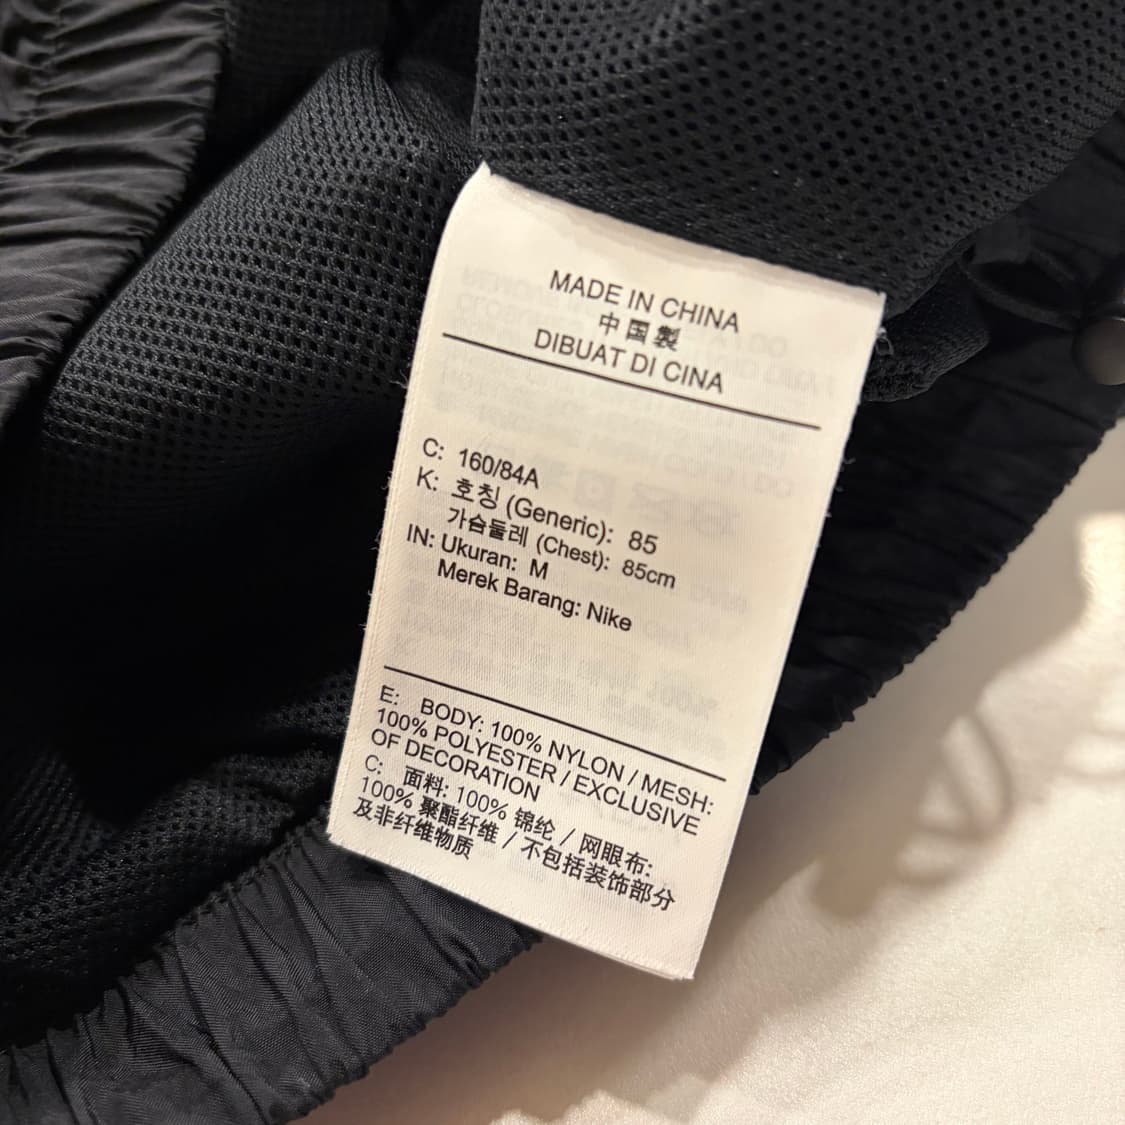 MADE IN CHINA
中国製
DIBUAT DI CINA
C: 160/84A
K: 호칭 (Generic): 85
가슴둘레 (Chest): 85cm
IN: Ukuran: M
Merek Barang: Nike
E: BODY: 100% NYLON / MESH:
100% POLYESTER / EXCLUSIVE
OF DECORATION
C: 面料: 100% 锦纶 / 网眼布:
100% 聚酯纤维 / 不包括装饰部分
及非纤维物质